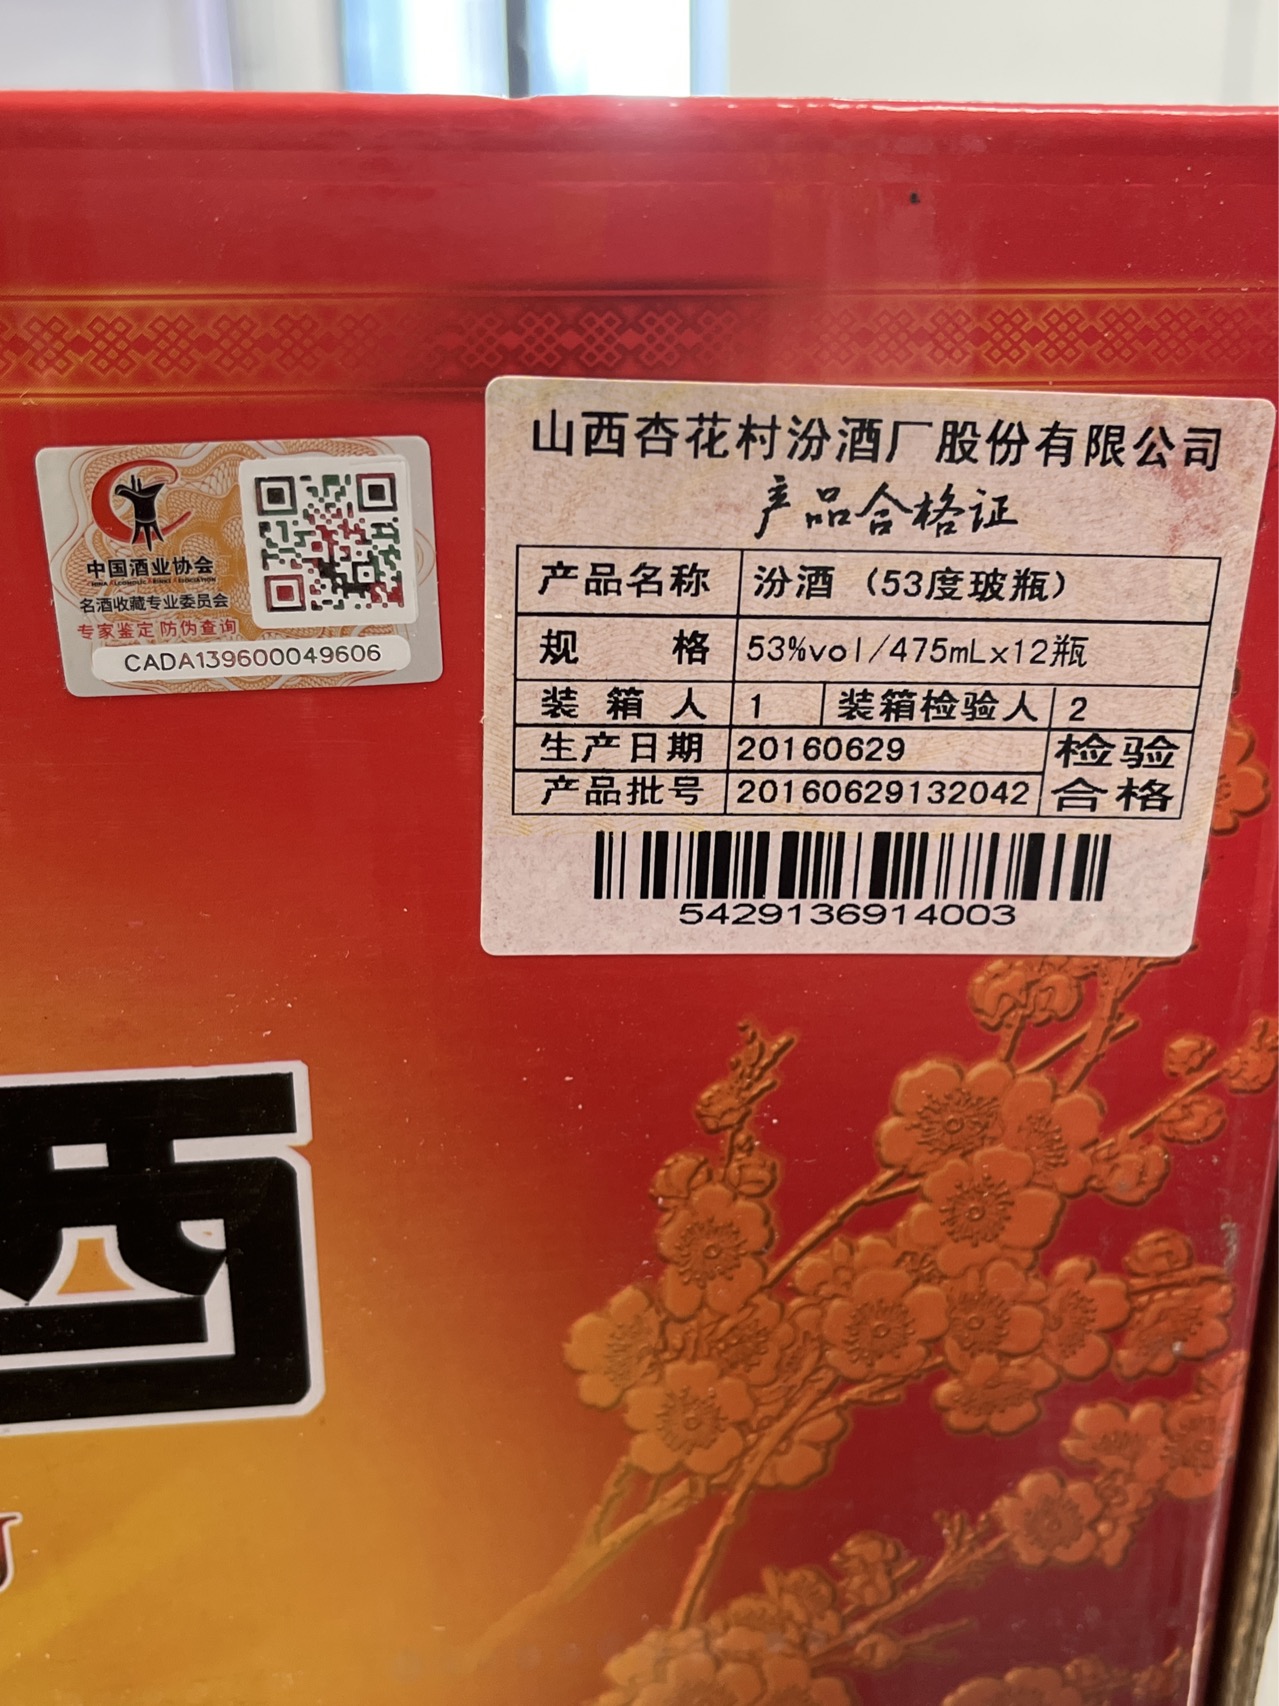 山西杏花村汾酒厂股份有限公司
产品合格证
产品名称 汾酒（53度玻瓶）
规 格 53%vol/475mLx12瓶
装 箱 人 1 装箱检验人 2
生产日期 20160629 检验
产品批号 20160629132042 合格
5429136914003
中国酒业协会
CHINA ALCOHOLIC DRINKS ASSOCIATION
名酒收藏专业委员会
专家鉴定 防伪查询
CADA139600049606